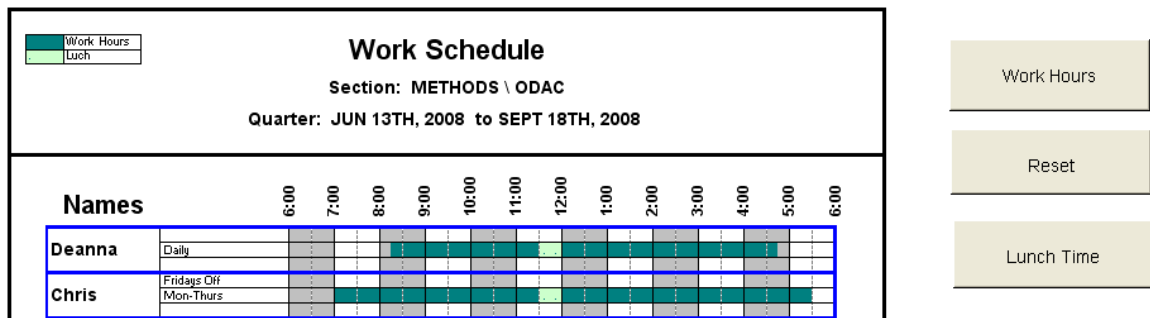 Work Hours
Luch
Work Schedule
Section: METHODS \ ODAC
Quarter: JUN 13TH, 2008 to SEPT 18TH, 2008
Work Hours
Reset
Lunch Time
Names
6:00 7:00 8:00 9:00 10:00 11:00 12:00 1:00 2:00 3:00 4:00 5:00 6:00
Deanna Daily
Fridays Off
Chris Mon-Thurs